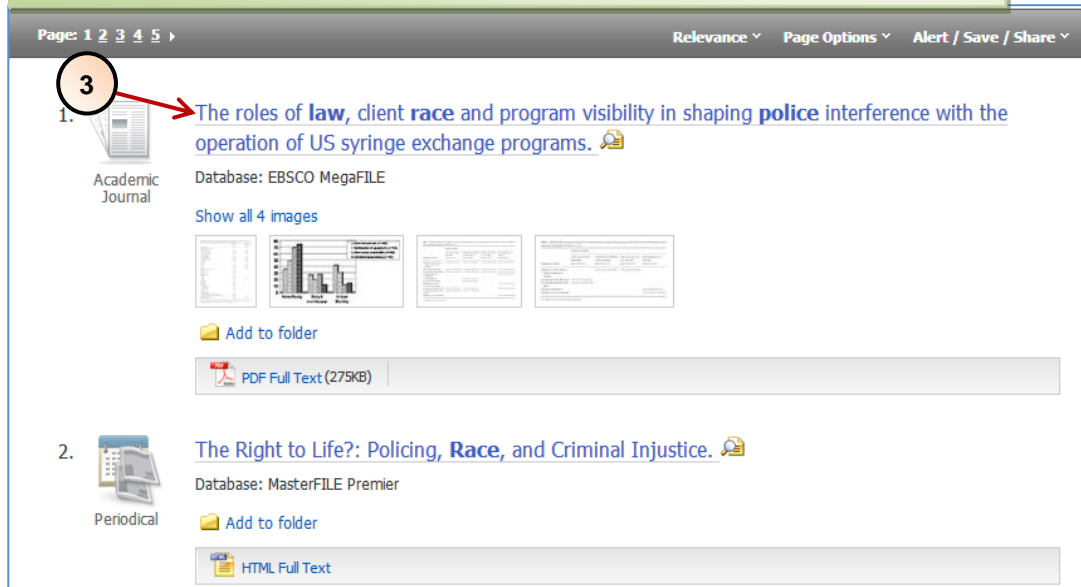 Page: 1 2 3 4 5
Relevance Page Options Alert / Save / Share
3
1. The roles of law, client race and program visibility in shaping police interference with the
operation of US syringe exchange programs.
Academic
Journal
Database: EBSCO MegaFILE
Show all 4 images
Add to folder
PDF Full Text (275KB)
2. The Right to Life?: Policing, Race, and Criminal Injustice.
Periodical
Database: MasterFILE Premier
Add to folder
HTML Full Text